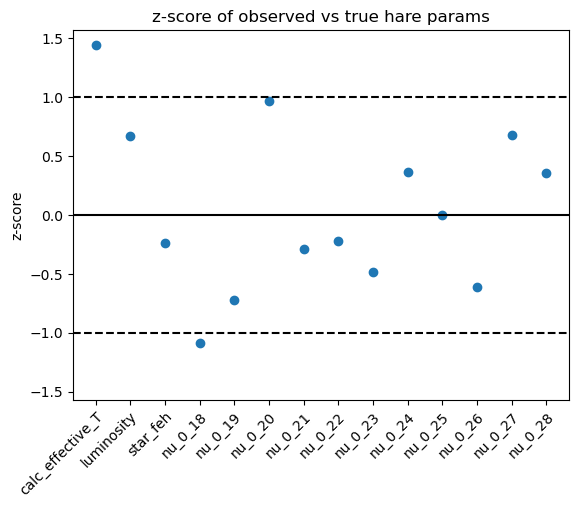 z-score of observed vs true hare params
z-score
1.5
1.0
0.5
0.0
−0.5
−1.0
−1.5
calc_effective_T
luminosity
star_feh
nu_0_18
nu_0_19
nu_0_20
nu_0_21
nu_0_22
nu_0_23
nu_0_24
nu_0_25
nu_0_26
nu_0_27
nu_0_28